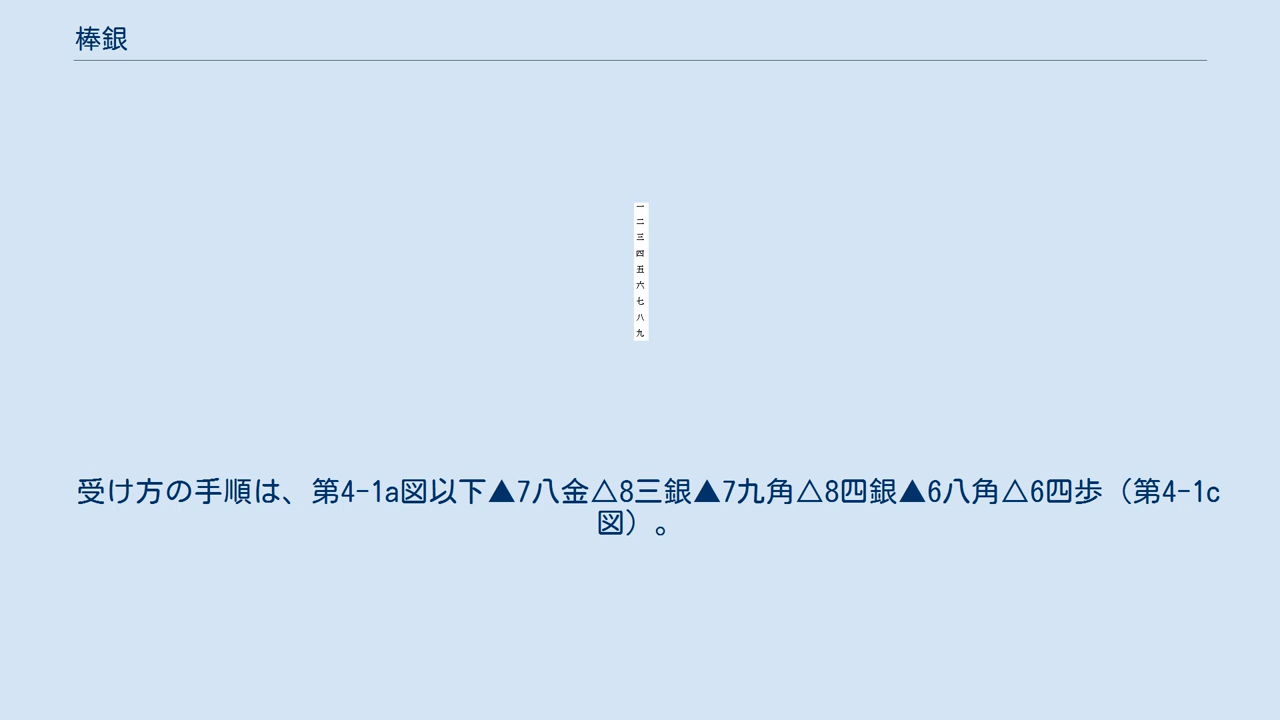 棒銀
一
二
三
四
五
六
七
八
九
受け方の手順は、第4-1a図以下▲7八金△8三銀▲7九角△8四銀▲6八角△6四歩（第4-1c
図）。